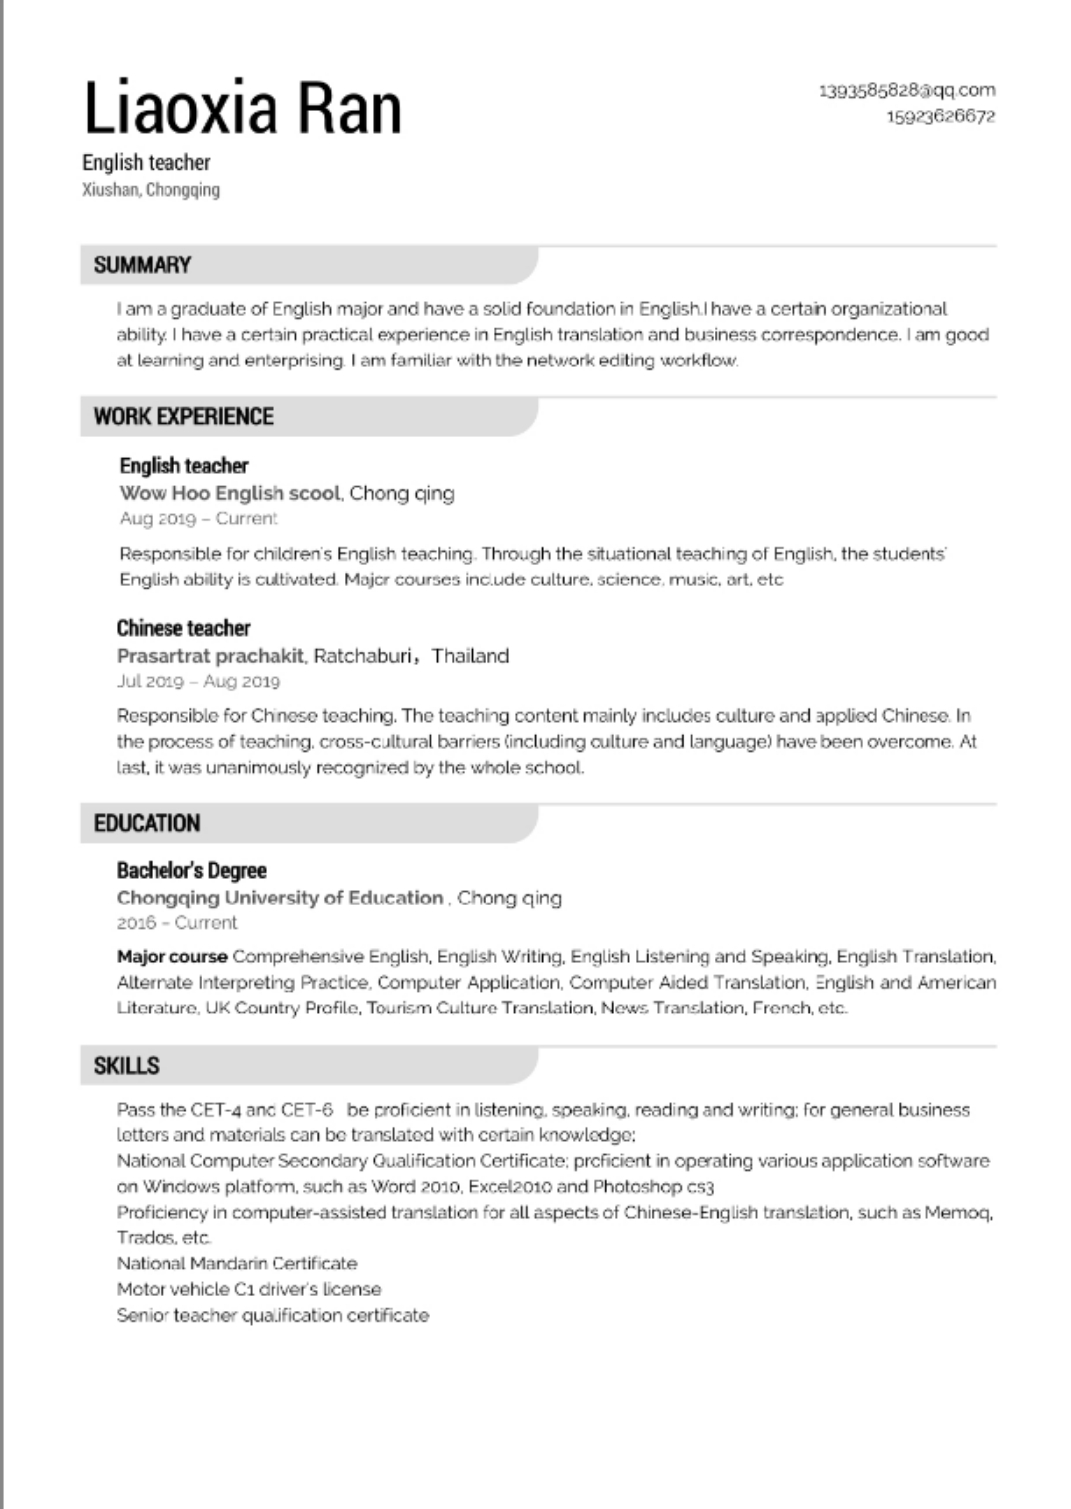 Liaoxia Ran
1393585828@qq.com
15923626672
English teacher
Xiushan, Chongqing
SUMMARY
I am a graduate of English major and have a solid foundation in English.I have a certain organizational
ability. I have a certain practical experience in English translation and business correspondence. I am good
at learning and enterprising. I am familiar with the network editing workflow.
WORK EXPERIENCE
English teacher
Wow Hoo English scool, Chong qing
Aug 2019 – Current
Responsible for children's English teaching. Through the situational teaching of English, the students'
English ability is cultivated. Major courses include culture, science, music, art, etc
Chinese teacher
Prasartrat prachakit, Ratchaburi，Thailand
Jul 2019 – Aug 2019
Responsible for Chinese teaching. The teaching content mainly includes culture and applied Chinese. In
the process of teaching, cross-cultural barriers (including culture and language) have been overcome. At
last, it was unanimously recognized by the whole school.
EDUCATION
Bachelor's Degree
Chongqing University of Education , Chong qing
2016 – Current
Major course Comprehensive English, English Writing, English Listening and Speaking, English Translation,
Alternate Interpreting Practice, Computer Application, Computer Aided Translation, English and American
Literature, UK Country Profile, Tourism Culture Translation, News Translation, French, etc.
SKILLS
Pass the CET-4 and CET-6 be proficient in listening, speaking, reading and writing; for general business
letters and materials can be translated with certain knowledge;
National Computer Secondary Qualification Certificate; proficient in operating various application software
on Windows platform, such as Word 2010, Excel2010 and Photoshop cs3
Proficiency in computer-assisted translation for all aspects of Chinese-English translation, such as Memoq,
Trados, etc.
National Mandarin Certificate
Motor vehicle C1 driver's license
Senior teacher qualification certificate